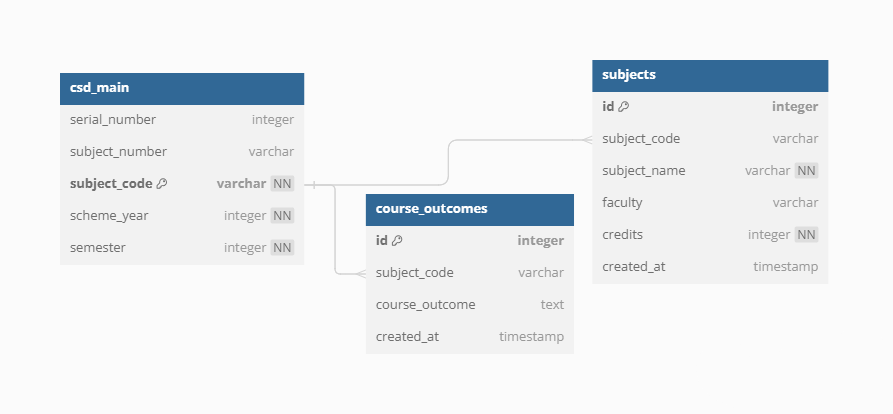 csd_main
serial_number integer
subject_number varchar
subject_code varchar NN
scheme_year integer NN
semester integer NN
course_outcomes
id integer
subject_code varchar
course_outcome text
created_at timestamp
subjects
id integer
subject_code varchar
subject_name varchar NN
faculty varchar
credits integer NN
created_at timestamp